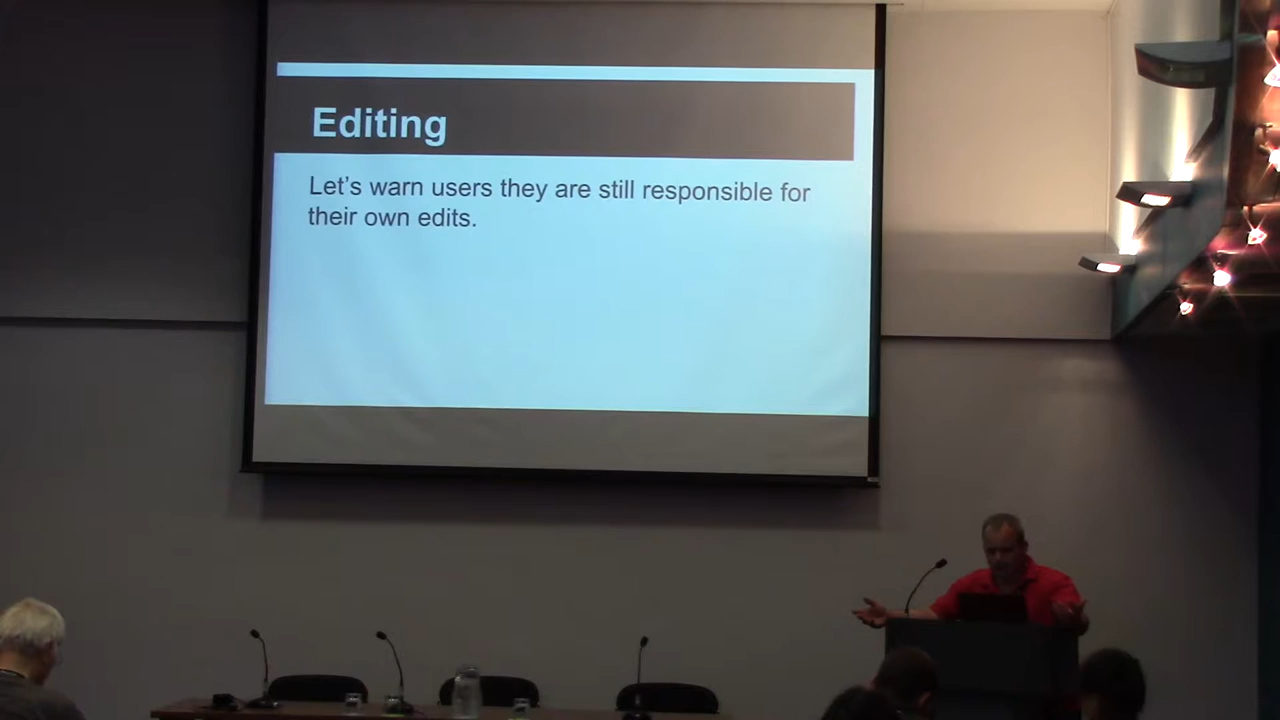 Editing
Let's warn users they are still responsible for
their own edits.